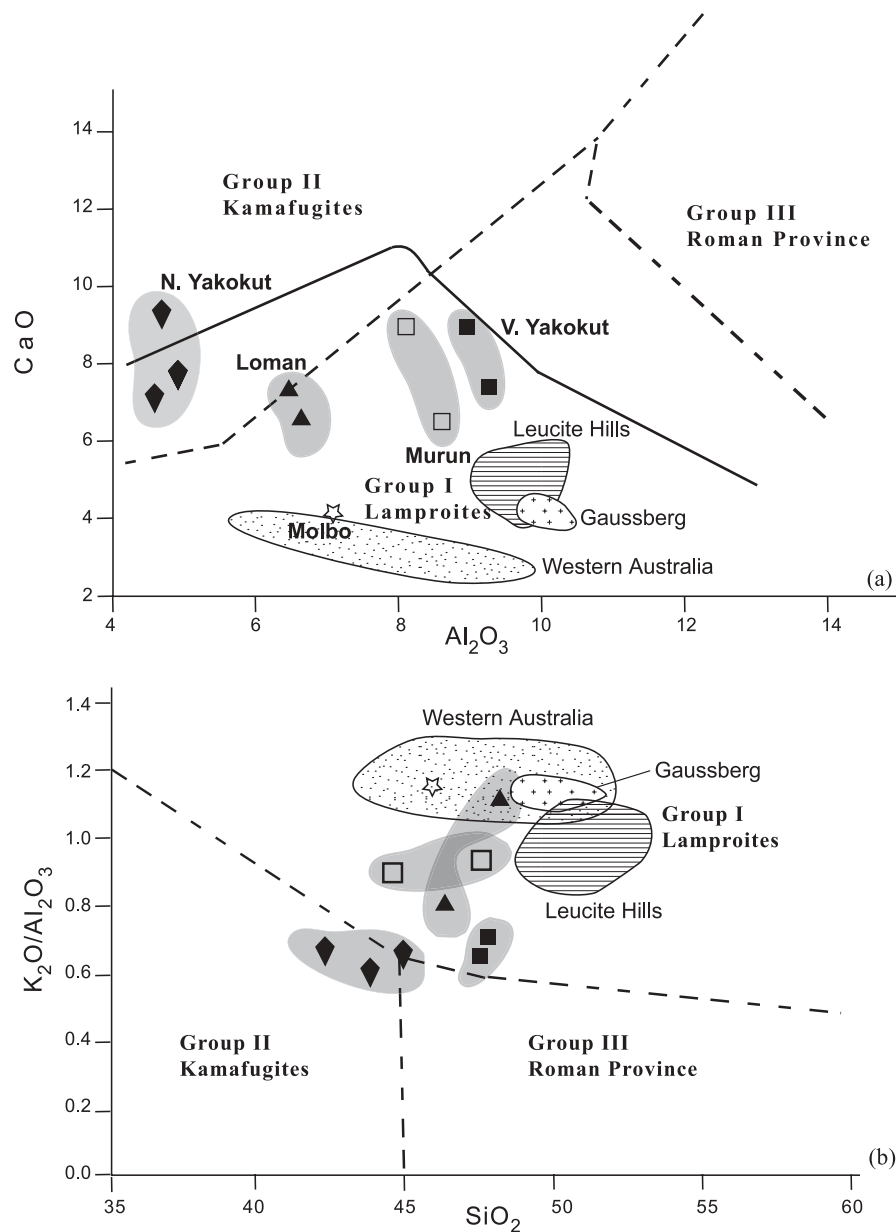 14
12
10
8
6
4
2
CaO
Group II
Kamafugites
Group III
Roman Province
N. Yakokut
V. Yakokut
Loman
Leucite Hills
Murun
Group I
Lamproites
Gaussberg
Molbo
Western Australia
(a)
4
6
8
10
12
14
Al₂O₃
1.4
1.2
1.0
0.8
0.6
0.4
0.2
0.0
K₂O/Al₂O₃
Western Australia
Gaussberg
Group I
Lamproites
Leucite Hills
Group II
Kamafugites
Group III
Roman Province
(b)
35
40
45
50
55
60
SiO₂